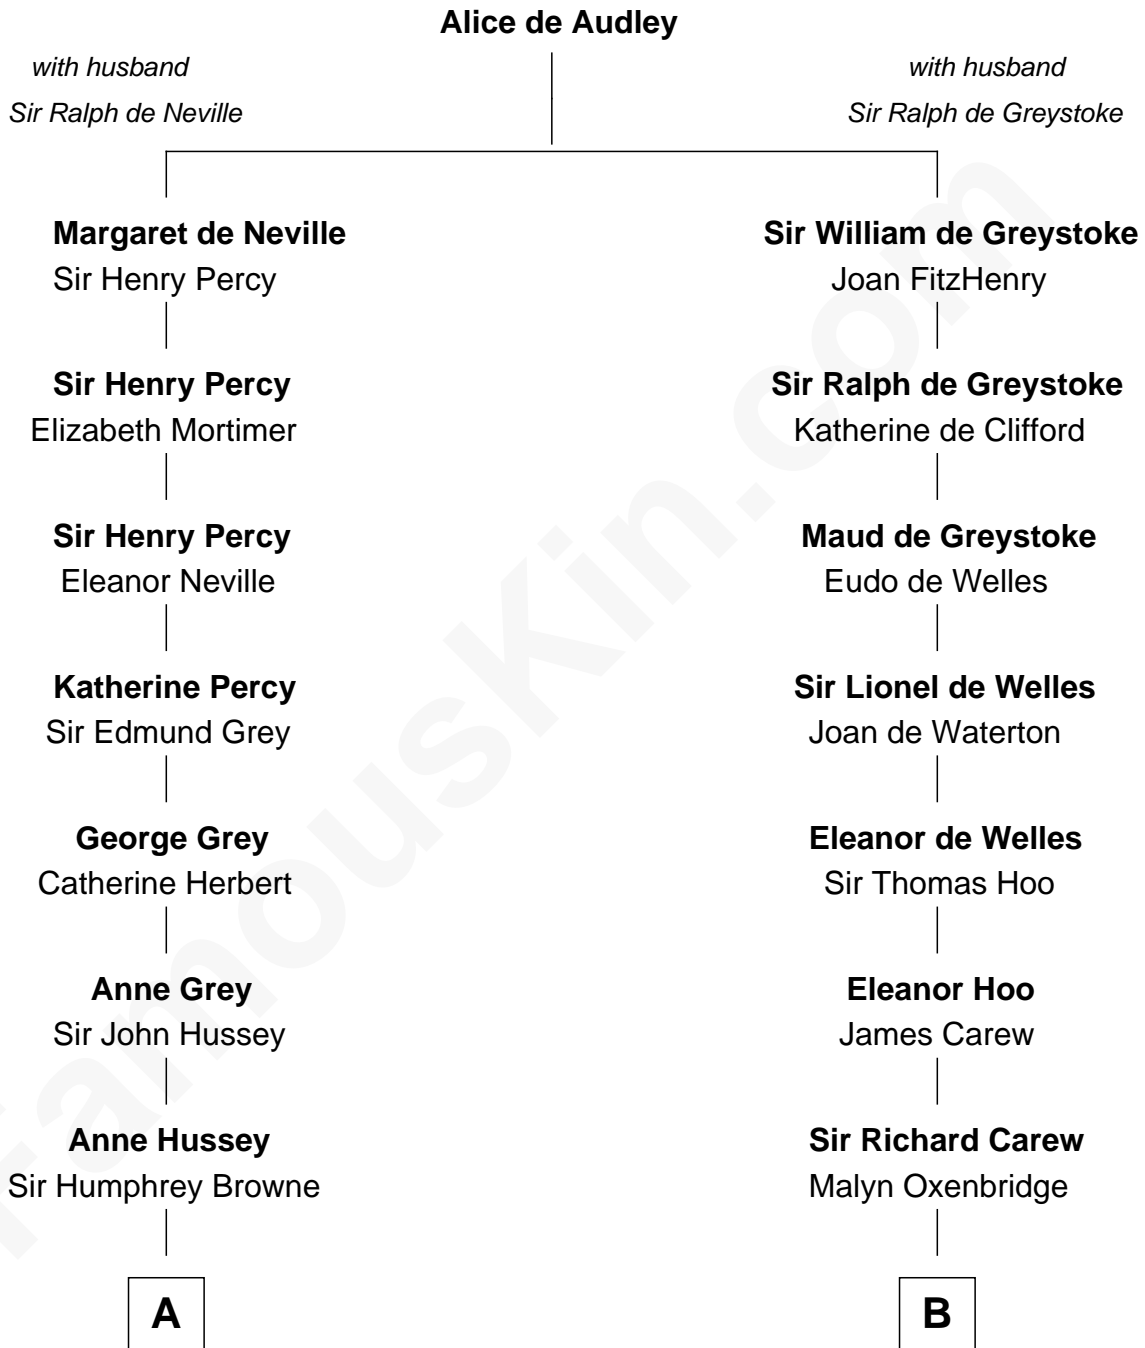 Alice de Audley
with husband
Sir Ralph de Neville
with husband
Sir Ralph de Greystoke
Margaret de Neville
Sir Henry Percy
Sir William de Greystoke
Joan FitzHenry
Sir Henry Percy
Elizabeth Mortimer
Sir Ralph de Greystoke
Katherine de Clifford
Sir Henry Percy
Eleanor Neville
Maud de Greystoke
Eudo de Welles
Katherine Percy
Sir Edmund Grey
Sir Lionel de Welles
Joan de Waterton
George Grey
Catherine Herbert
Eleanor de Welles
Sir Thomas Hoo
Anne Grey
Sir John Hussey
Eleanor Hoo
James Carew
Anne Hussey
Sir Humphrey Browne
Sir Richard Carew
Malyn Oxenbridge
A
B
FamousKin.com